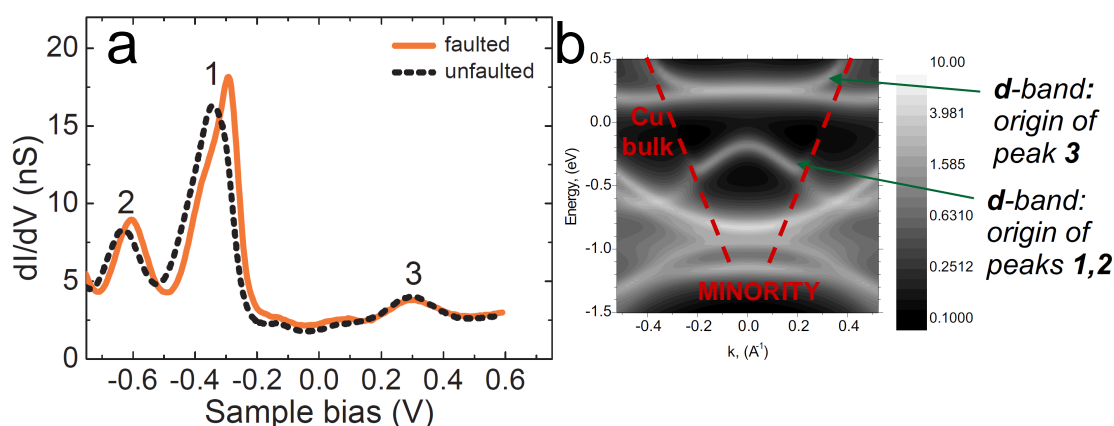 a
faulted
unfaulted
1
2
3
20
15
10
5
0
dI/dV (nS)
-0.6 -0.4 -0.2 0.0 0.2 0.4 0.6
Sample bias (V)
b
0.5
0.0
-0.5
-1.0
-1.5
Energy, (eV)
Cu
bulk
MINORITY
-0.4 -0.2 0.0 0.2 0.4
k, (A⁻¹)
10.00
3.981
1.585
0.6310
0.2512
0.1000
d-band:
origin of
peak 3
d-band:
origin of
peaks 1,2